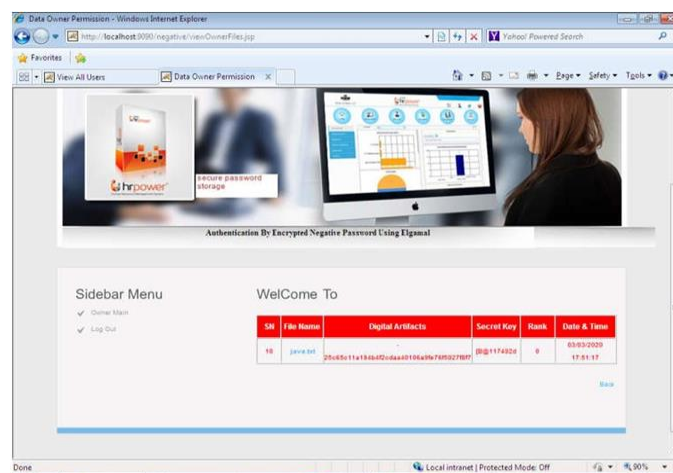 Data Owner Permission - Windows Internet Explorer
http://localhost:9090/negative/viewOwnerFiles.jsp
Yahoo! Powered Search
Favorites
View All Users
Data Owner Permission
Page Safety Tools
hrpower
secure password
storage
hrpower
Authentication By Encrypted Negative Password Using Elgamal
Sidebar Menu
Owner Main
Log Out
WelCome To
SN File Name Digital Artifacts Secret Key Rank Date & Time
10 java.txt [B@117492d 0 03/03/2020
17:51:17
Back
Done
Local intranet | Protected Mode: Off
90%